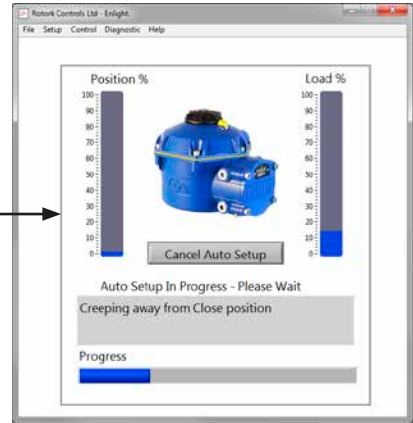 Rotork Controls Ltd - Enlight.
File Setup Control Diagnostic Help
Position %
Load %
100
90
80
70
60
50
40
30
20
10
0
100
90
80
70
60
50
40
30
20
10
0
Cancel Auto Setup
Auto Setup In Progress - Please Wait
Creeping away from Close position
Progress